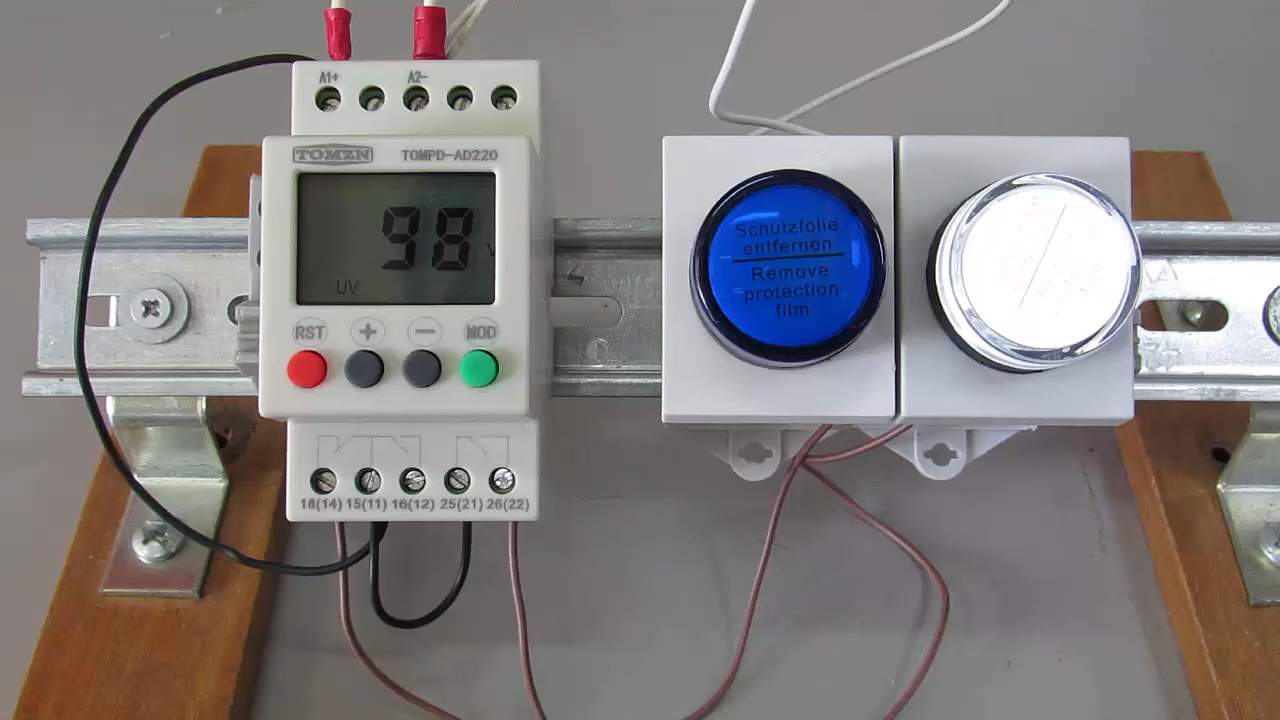 A1+ A2-
TOMZN TOMPD-AD220
98
UV
RST + − MOD
18(14) 15(11) 16(12) 25(21) 26(22)
Schutzfolie
entfernen
Remove
protection
film